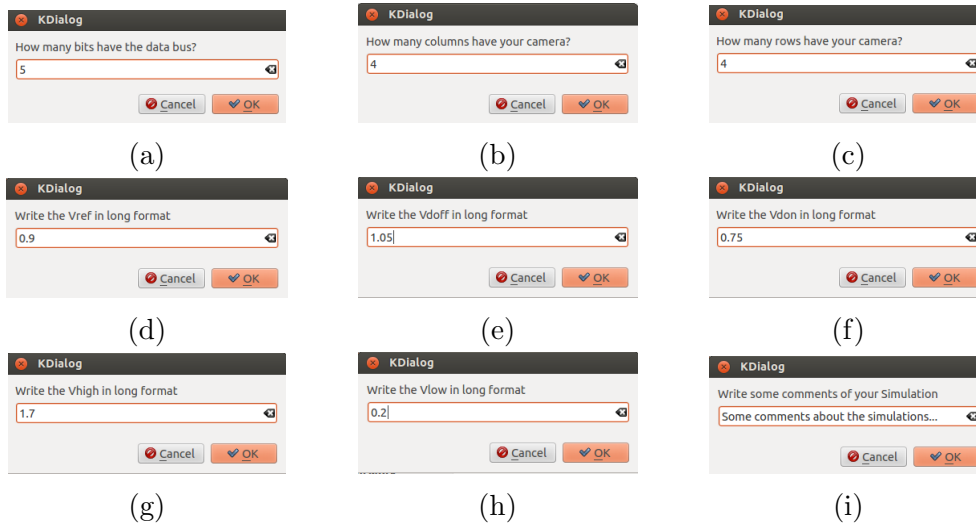 KDialog
How many bits have the data bus?
5
Cancel OK
(a)
KDialog
How many columns have your camera?
4
Cancel OK
(b)
KDialog
How many rows have your camera?
4
Cancel OK
(c)
KDialog
Write the Vref in long format
0.9
Cancel OK
(d)
KDialog
Write the Vdoff in long format
1.05
Cancel OK
(e)
KDialog
Write the Vdon in long format
0.75
Cancel OK
(f)
KDialog
Write the Vhigh in long format
1.7
Cancel OK
(g)
KDialog
Write the Vlow in long format
0.2
Cancel OK
(h)
KDialog
Write some comments of your Simulation
Some comments about the simulations...
Cancel OK
(i)